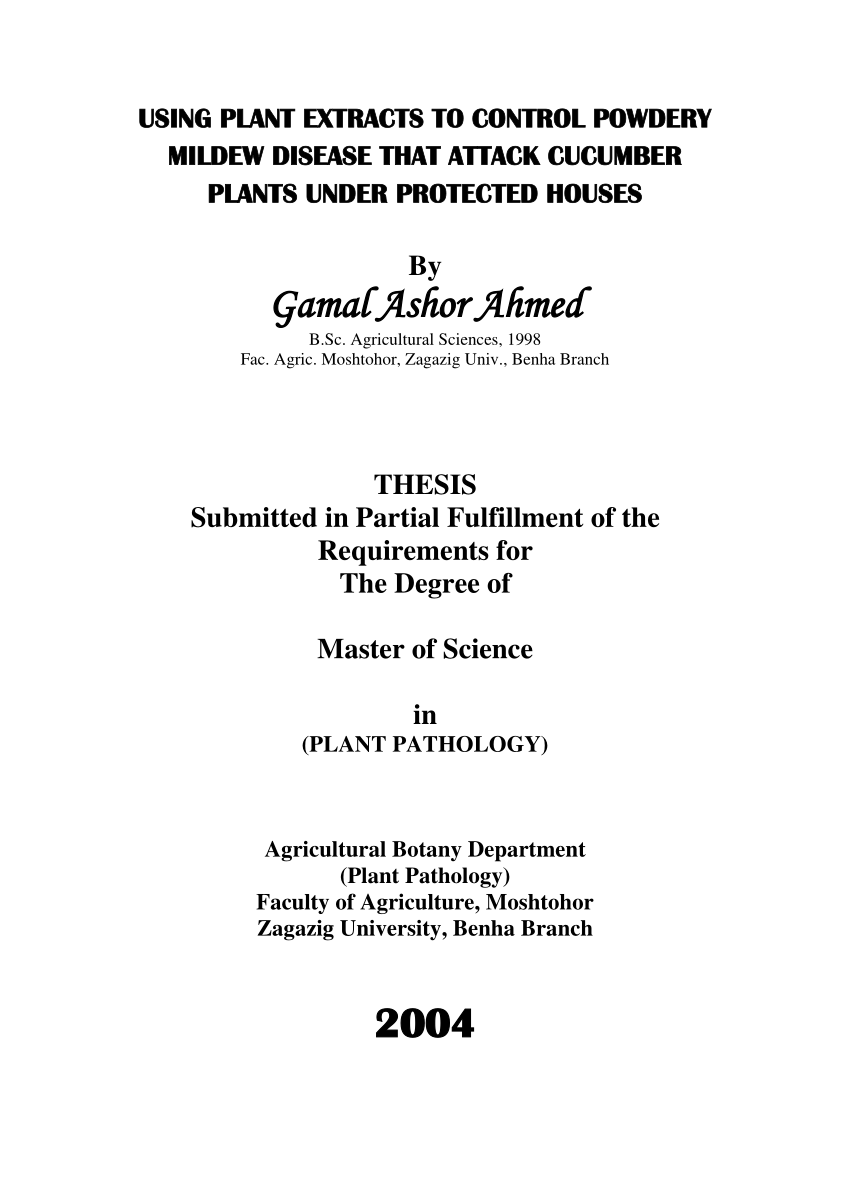 USING PLANT EXTRACTS TO CONTROL POWDERY
MILDEW DISEASE THAT ATTACK CUCUMBER
PLANTS UNDER PROTECTED HOUSES
By
Gamal Ashor Ahmed
B.Sc. Agricultural Sciences, 1998
Fac. Agric. Moshtohor, Zagazig Univ., Benha Branch
THESIS
Submitted in Partial Fulfillment of the
Requirements for
The Degree of
Master of Science
in
(PLANT PATHOLOGY)
Agricultural Botany Department
(Plant Pathology)
Faculty of Agriculture, Moshtohor
Zagazig University, Benha Branch
2004